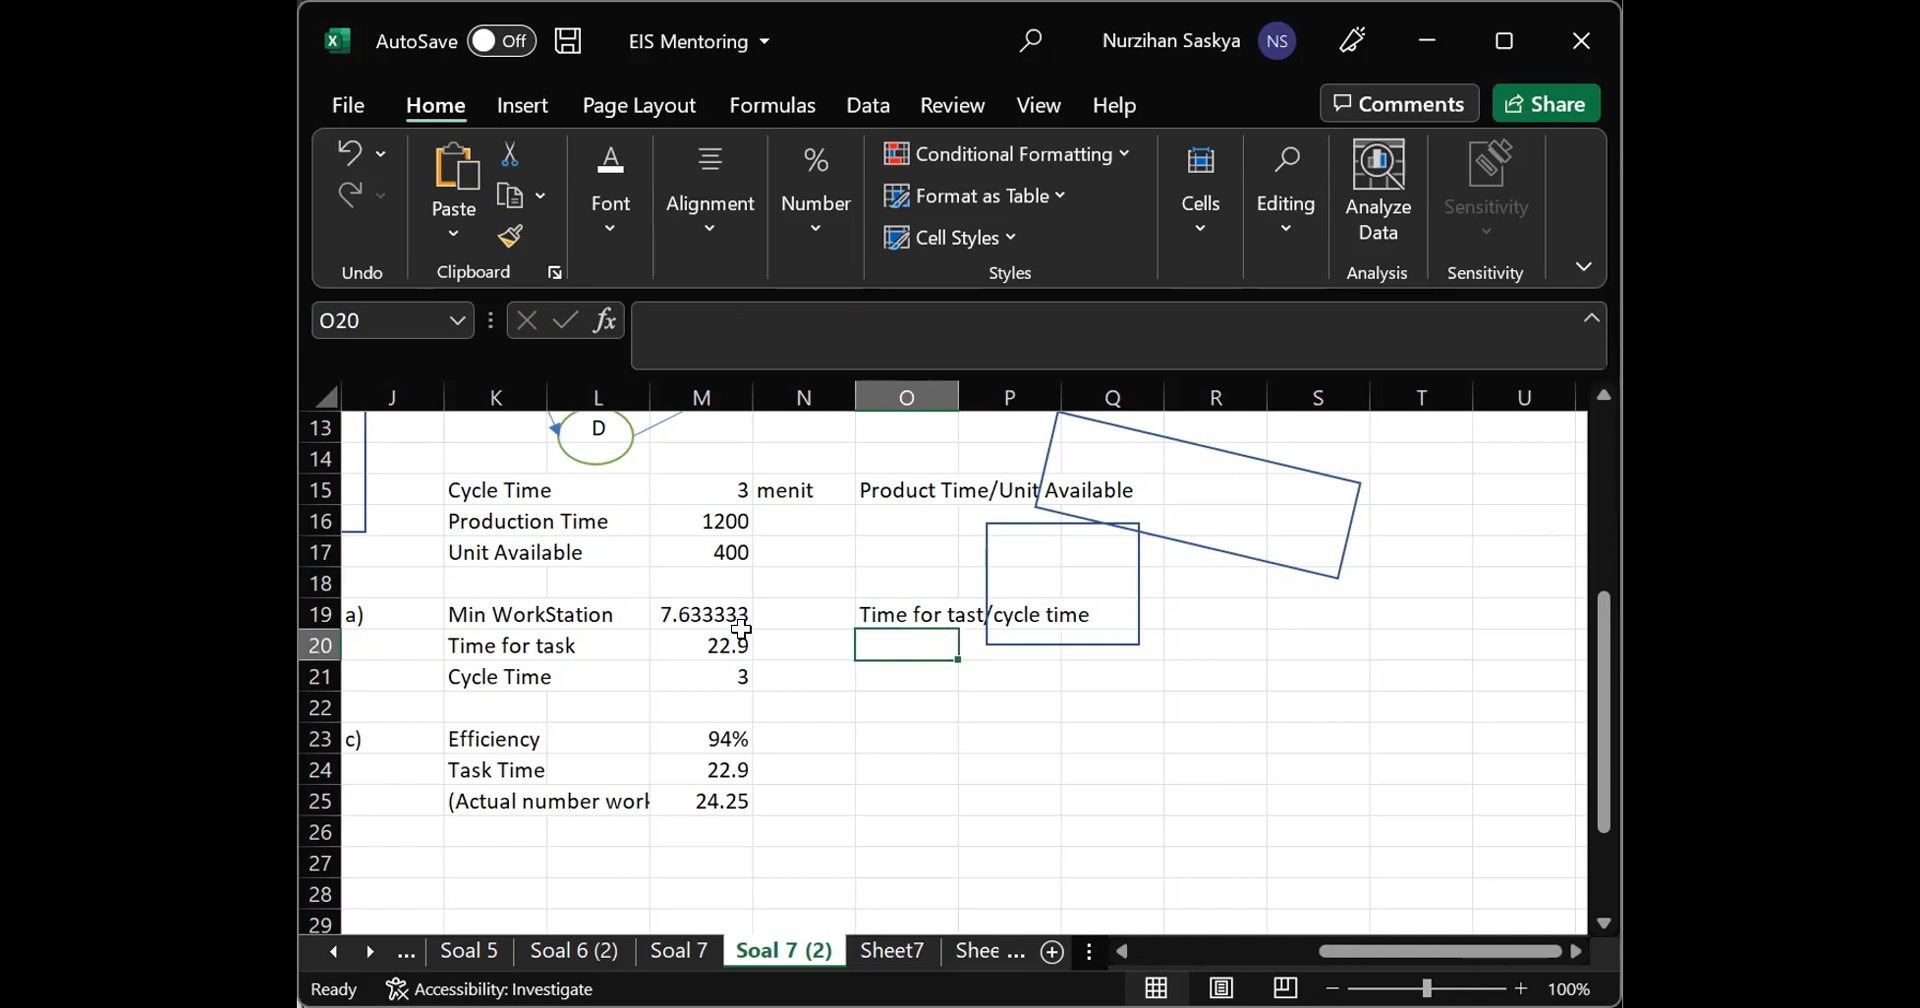 AutoSave Off EIS Mentoring Nurzihan Saskya NS
File Home Insert Page Layout Formulas Data Review View Help Comments Share
Undo
Paste
Clipboard
Font
Alignment
Number
Conditional Formatting
Format as Table
Cell Styles
Styles
Cells
Editing
Analyze
Data
Analysis
Sensitivity
Sensitivity
O20 fx
J K L M N O P Q R S T U
13 D
14
15 Cycle Time 3 menit Product Time/Unit Available
16 Production Time 1200
17 Unit Available 400
18
19 a) Min WorkStation 7.633333 Time for tast/cycle time
20 Time for task 22.9
21 Cycle Time 3
22
23 c) Efficiency 94%
24 Task Time 22.9
25 (Actual number work 24.25
26
27
28
29
... Soal 5 Soal 6 (2) Soal 7 Soal 7 (2) Sheet7 Shee ...
Ready Accessibility: Investigate 100%